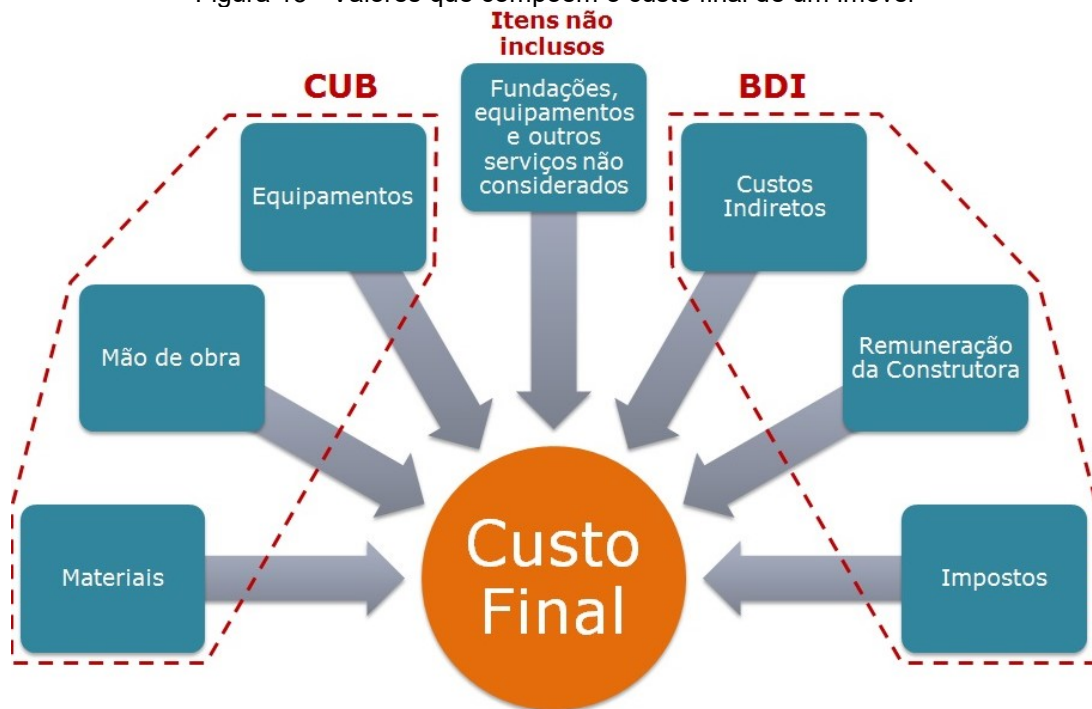 Itens não
inclusos
CUB
BDI
Fundações,
equipamentos
e outros
serviços não
considerados
Equipamentos
Custos
Indiretos
Mão de obra
Remuneração
da Construtora
Materiais
Custo
Final
Impostos